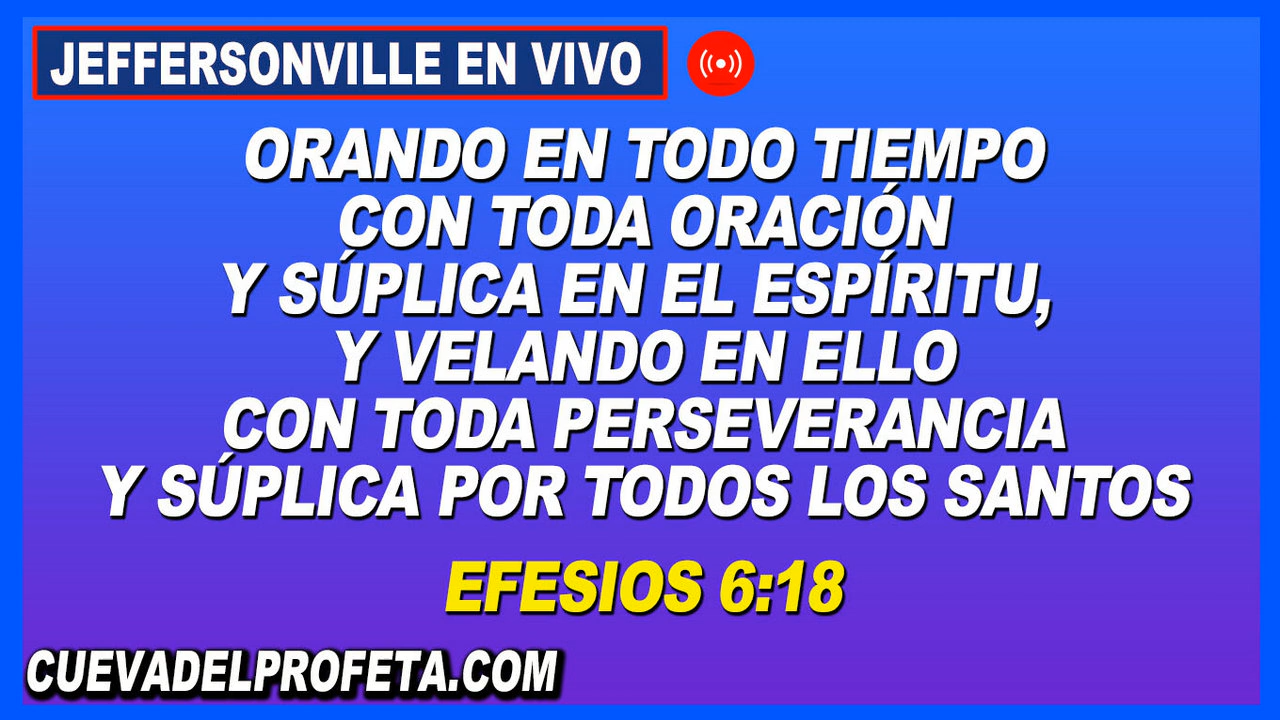 JEFFERSONVILLE EN VIVO
ORANDO EN TODO TIEMPO
CON TODA ORACIÓN
Y SÚPLICA EN EL ESPÍRITU,
Y VELANDO EN ELLO
CON TODA PERSEVERANCIA
Y SÚPLICA POR TODOS LOS SANTOS
EFESIOS 6:18
CUEVADELPROFETA.COM